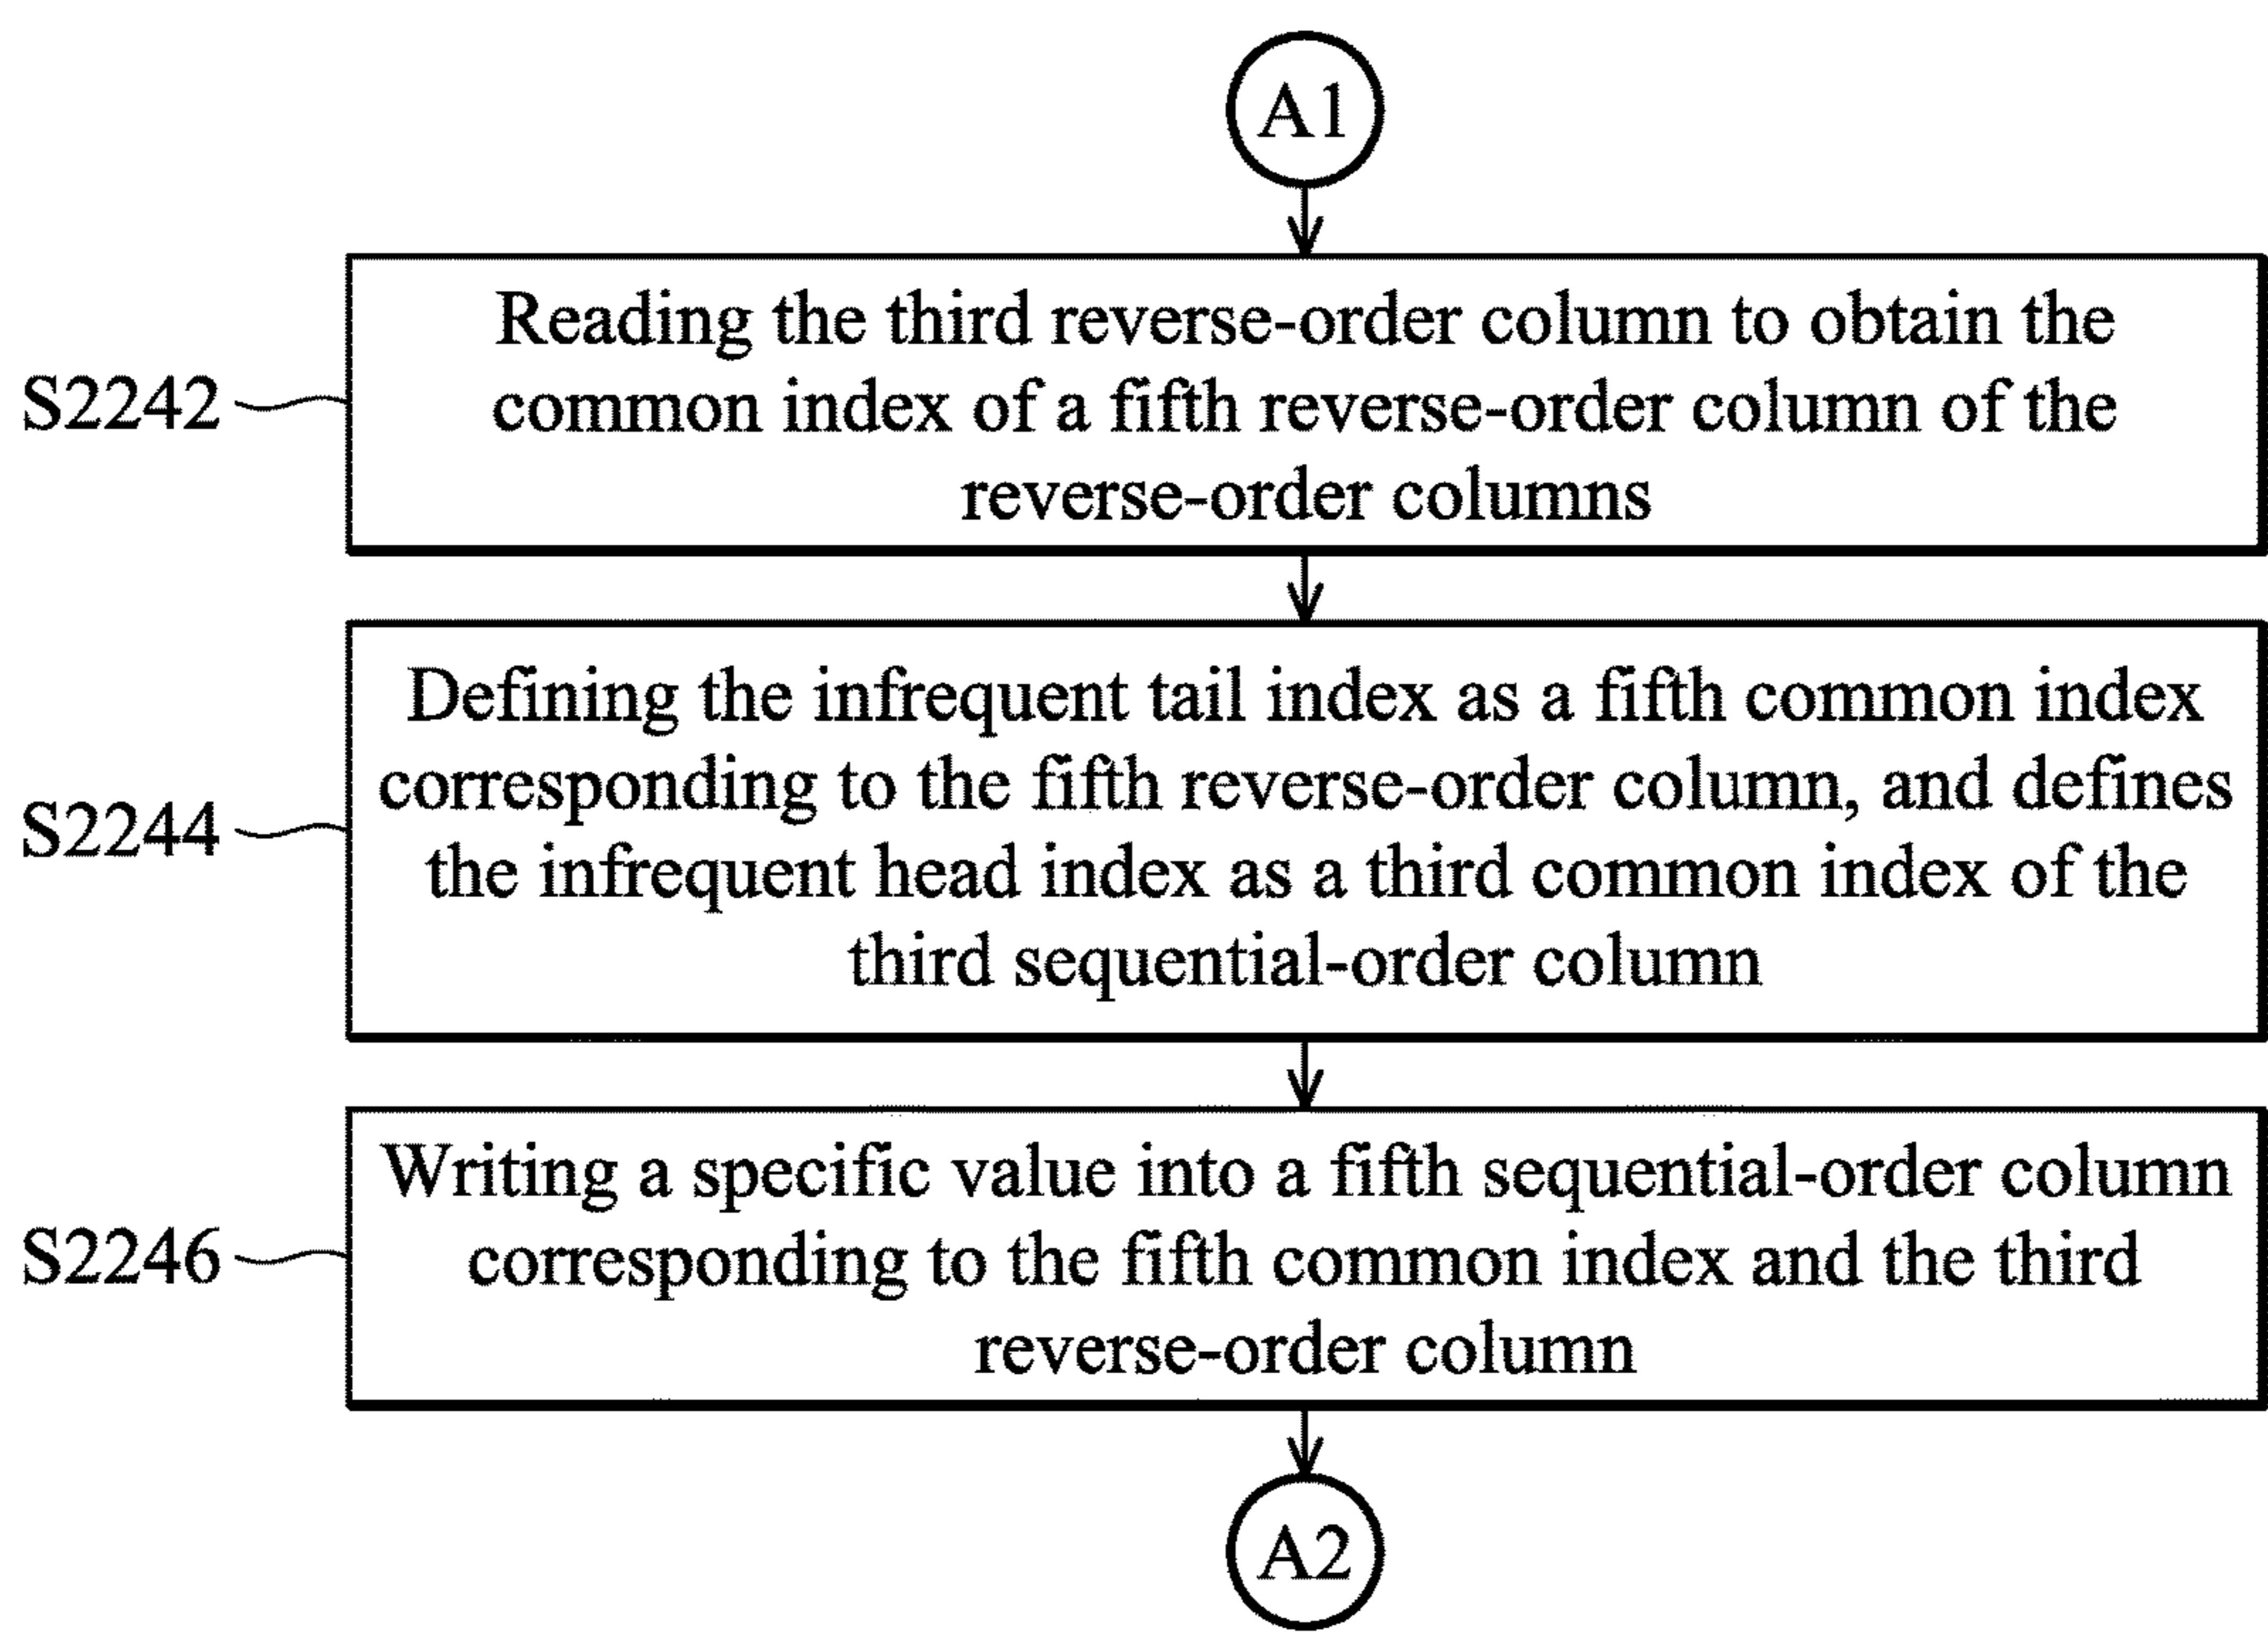 A1
Reading the third reverse-order column to obtain the
S2242
common index of a fifth reverse-order column of the
reverse-order columns
Defining the infrequent tail index as a fifth common index
corresponding to the fifth reverse-order column, and defines
S2244
the infrequent head index as a third common index of the
third sequential-order column
Writing a specific value into a fifth sequential-order column
S2246
corresponding to the fifth common index and the third
reverse-order column
A2